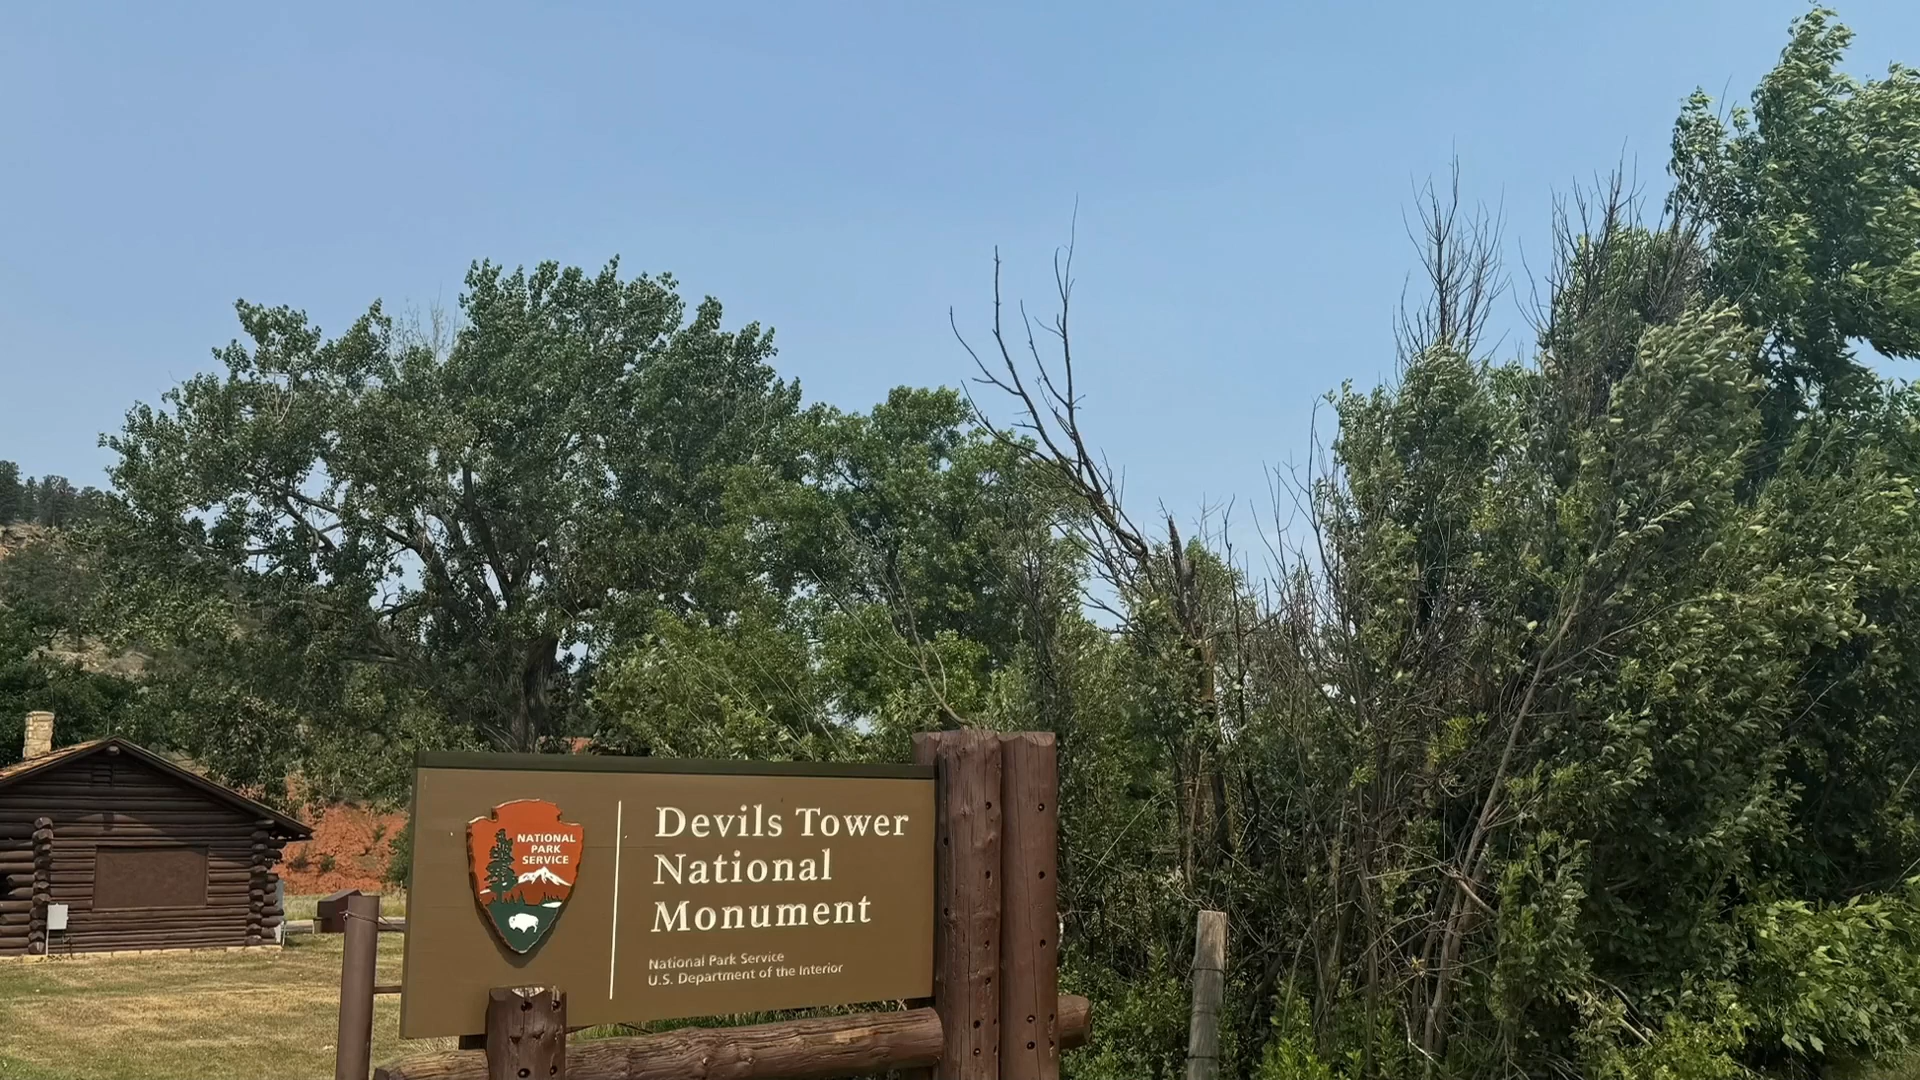 NATIONAL
PARK
SERVICE
Devils Tower
National
Monument
National Park Service
U.S. Department of the Interior